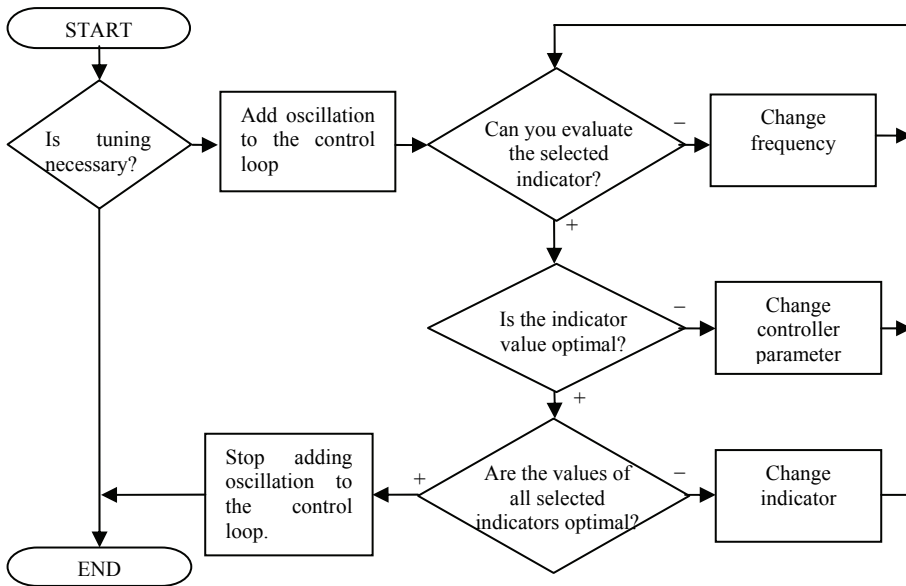 START
Is tuning
necessary?
Add oscillation
to the control
loop
Can you evaluate
the selected
indicator?
–
Change
frequency
+
Is the indicator
value optimal?
–
Change
controller
parameter
+
Are the values of
all selected
indicators optimal?
–
Change
indicator
+
Stop adding
oscillation to
the control
loop.
END